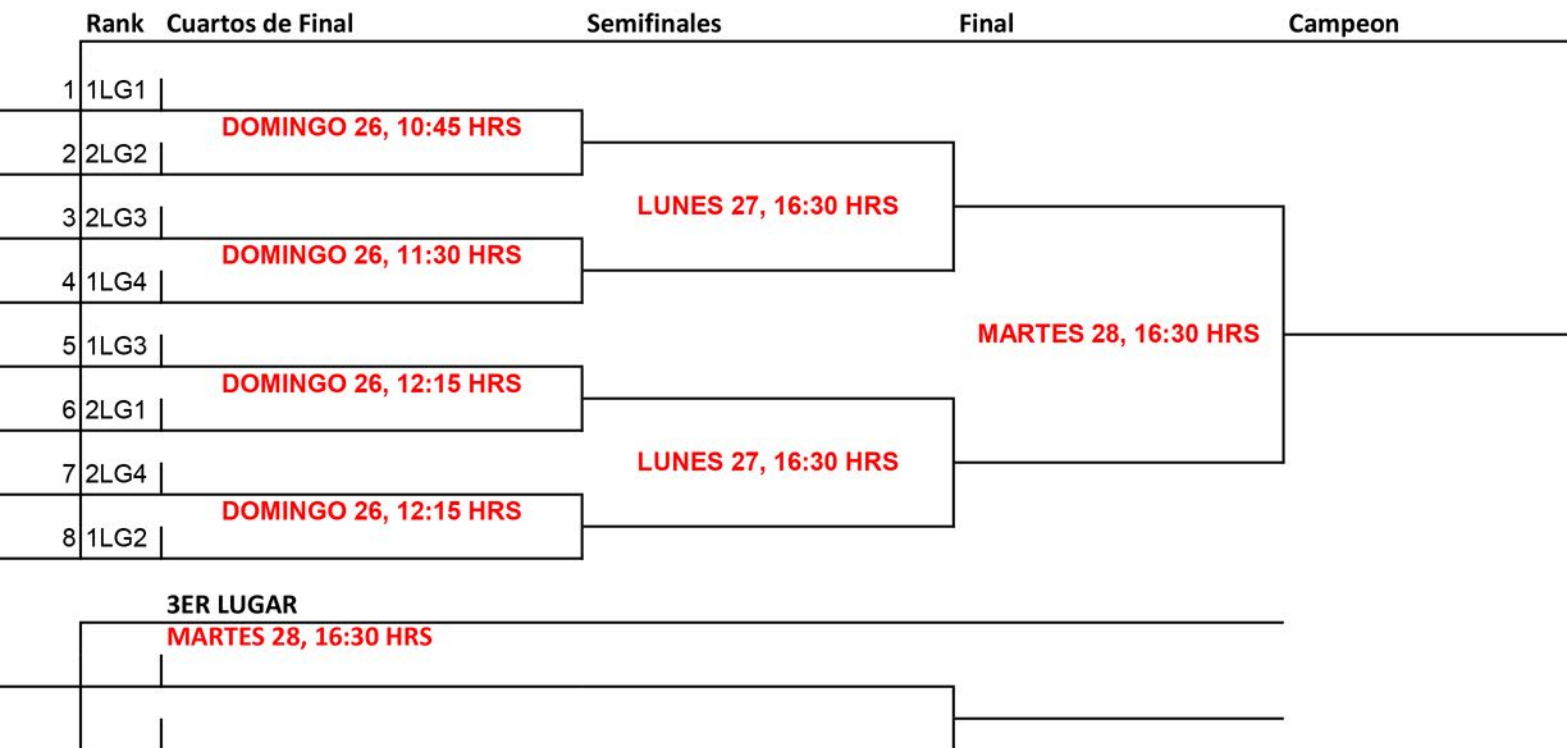 Rank Cuartos de Final Semifinales Final Campeon
1 1LG1
DOMINGO 26, 10:45 HRS
2 2LG2
LUNES 27, 16:30 HRS
3 2LG3
DOMINGO 26, 11:30 HRS
4 1LG4
MARTES 28, 16:30 HRS
5 1LG3
DOMINGO 26, 12:15 HRS
6 2LG1
LUNES 27, 16:30 HRS
7 2LG4
DOMINGO 26, 12:15 HRS
8 1LG2
3ER LUGAR
MARTES 28, 16:30 HRS